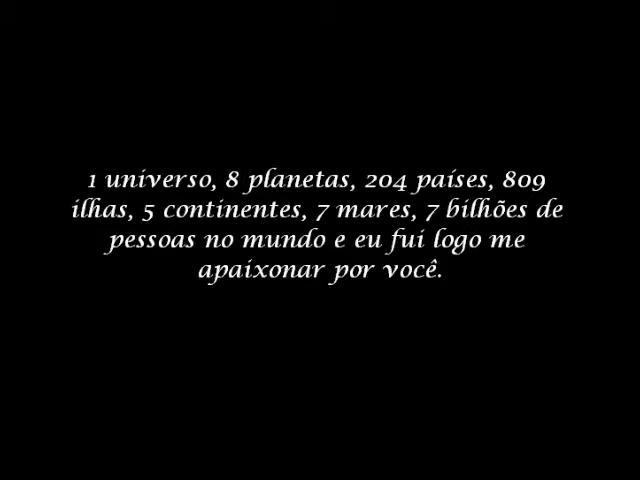 1 universo, 8 planetas, 204 países, 809
ilhas, 5 continentes, 7 mares, 7 bilhões de
pessoas no mundo e eu fui logo me
apaixonar por você.